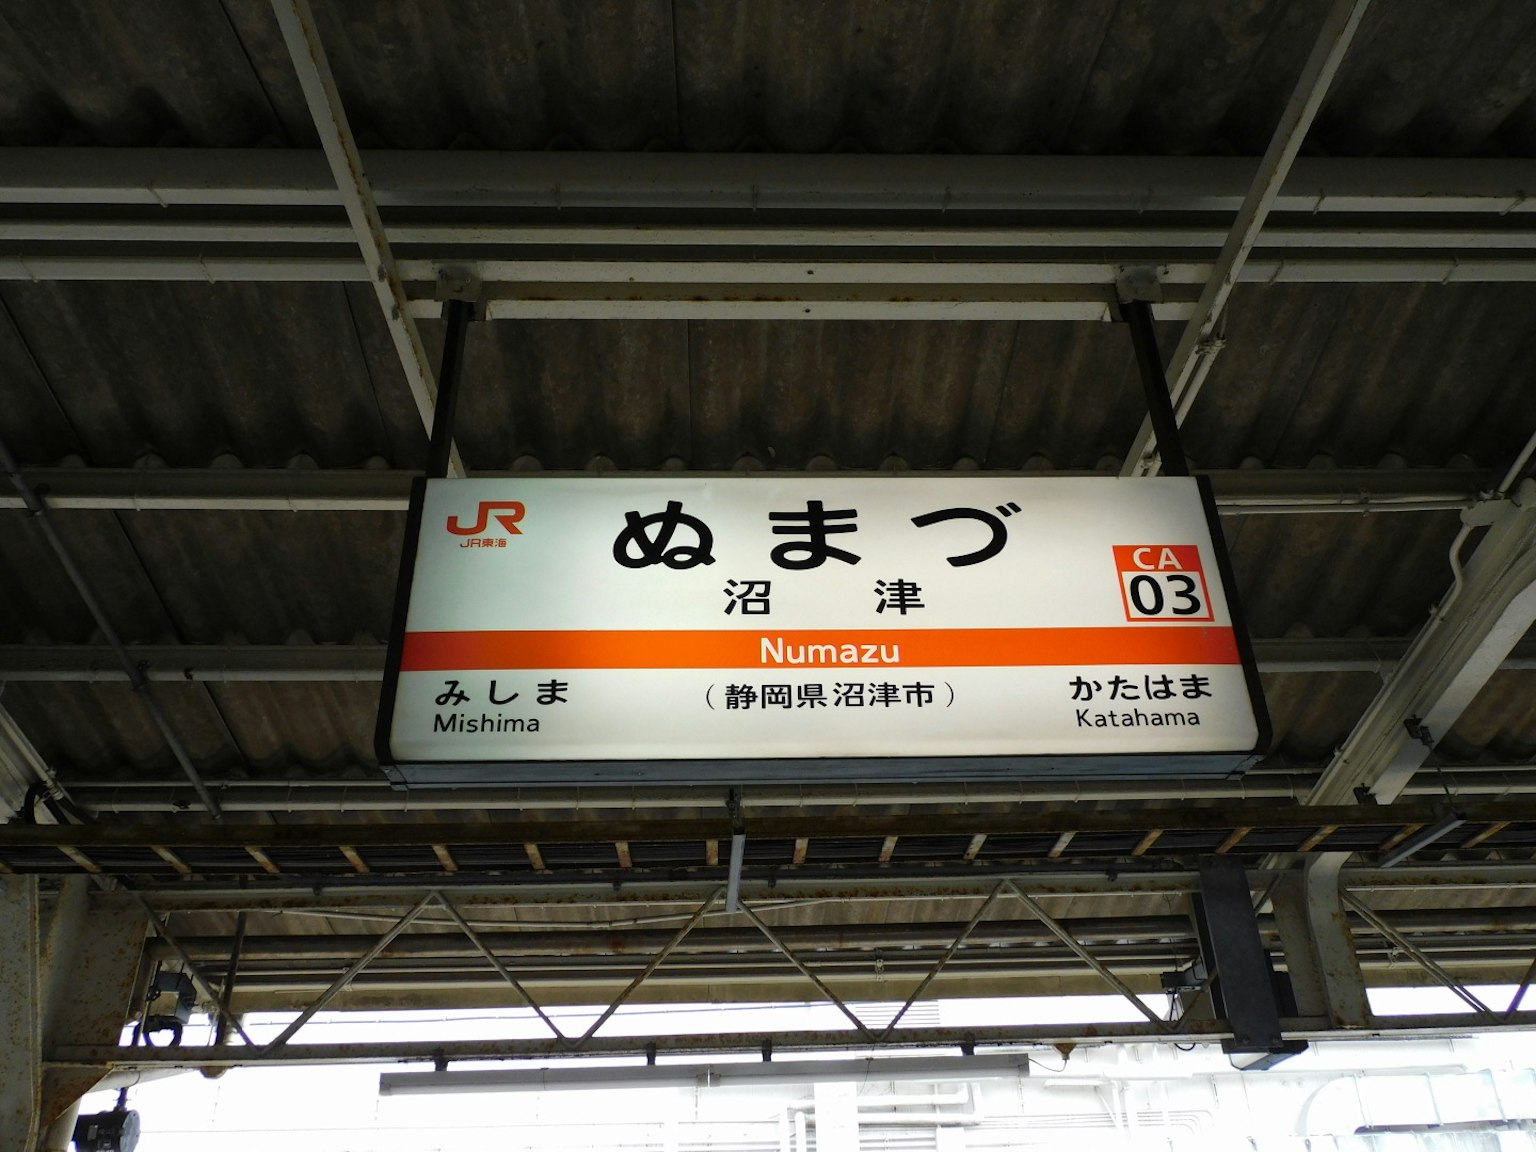 JR
JR東海
ぬまづ
沼津
CA
03
Numazu
みしま
Mishima
(静岡県沼津市)
かたはま
Katahama